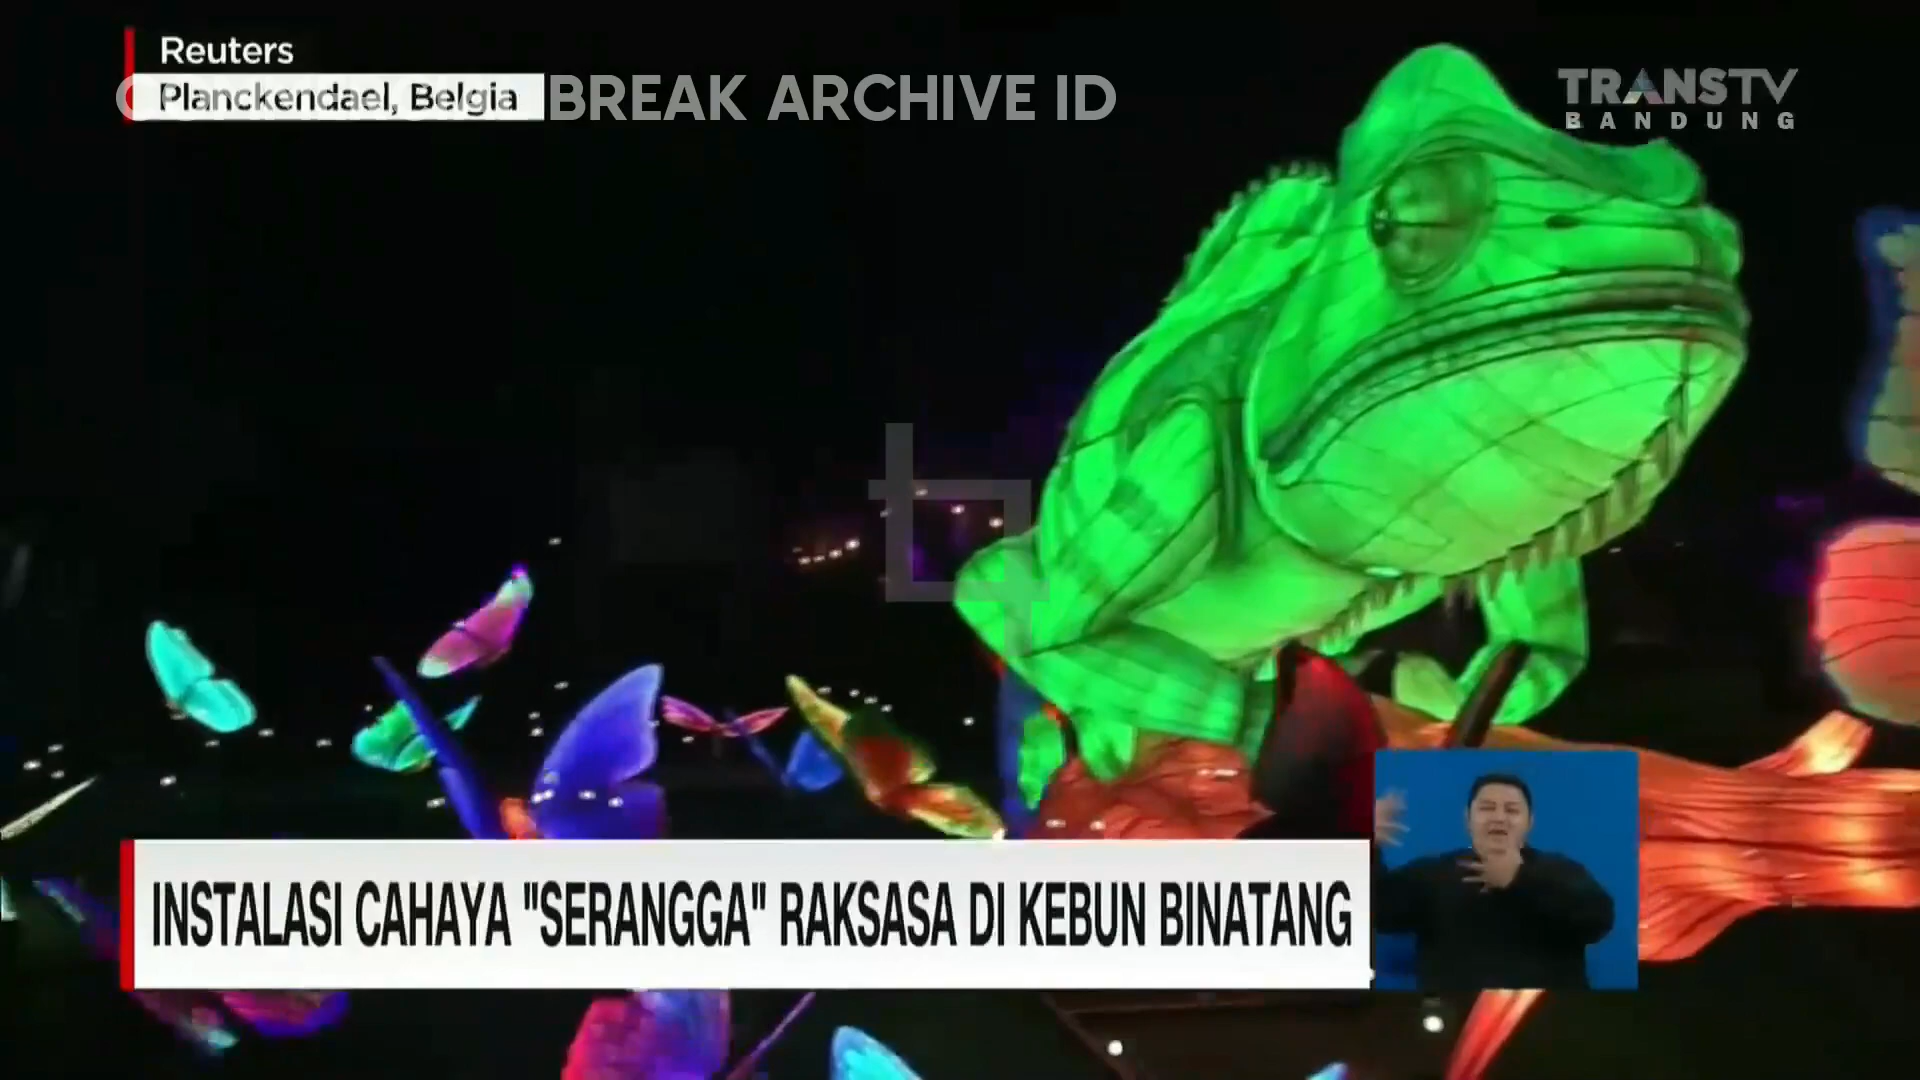 Reuters
Planckendael, Belgia
BREAK ARCHIVE ID
TRANSTV
BANDUNG
INSTALASI CAHAYA "SERANGGA" RAKSASA DI KEBUN BINATANG